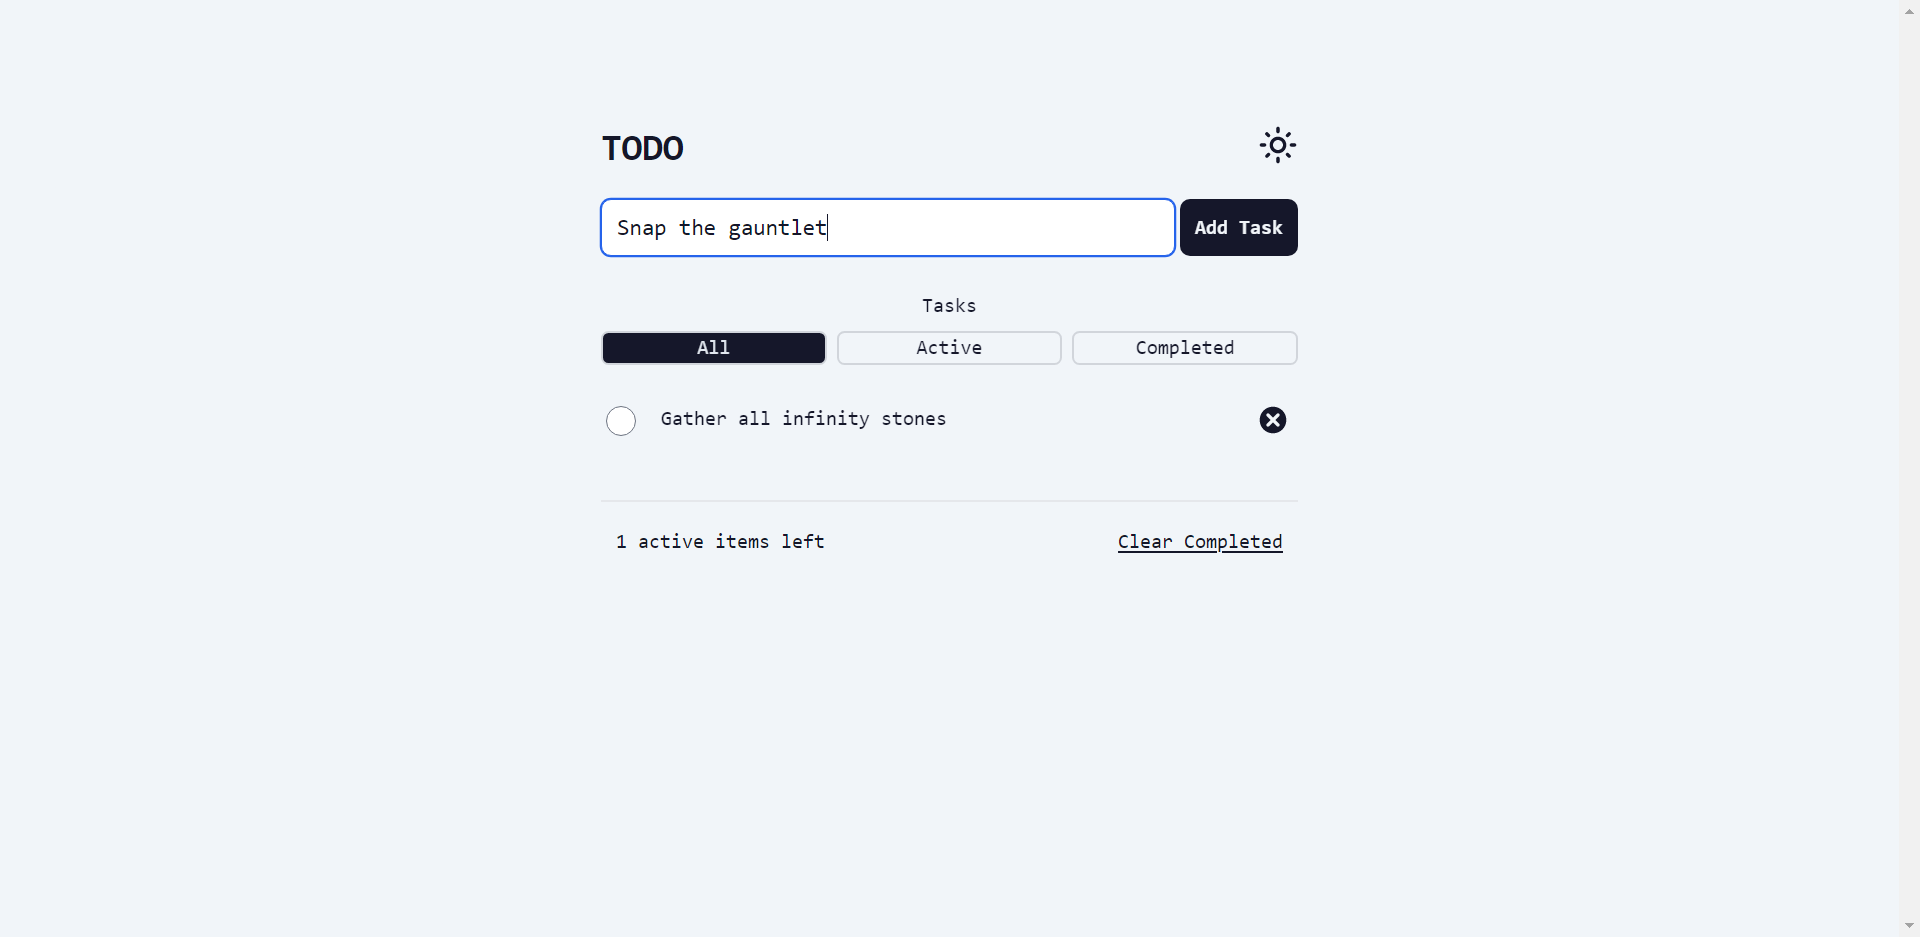 TODO
Snap the gauntlet
Add Task
Tasks
All
Active
Completed
Gather all infinity stones
1 active items left
Clear Completed